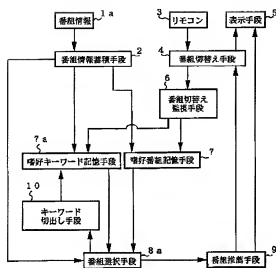 1a
番組情報
3
リモコン
5
表示手段
2
番組情報蓄積手段
4
番組切替え手段
6
番組切替え
監視手段
7a
嗜好キーワード記憶手段
7
嗜好番組記憶手段
10
キーワード
切出し手段
8a
番組選択手段
9
番組推薦手段